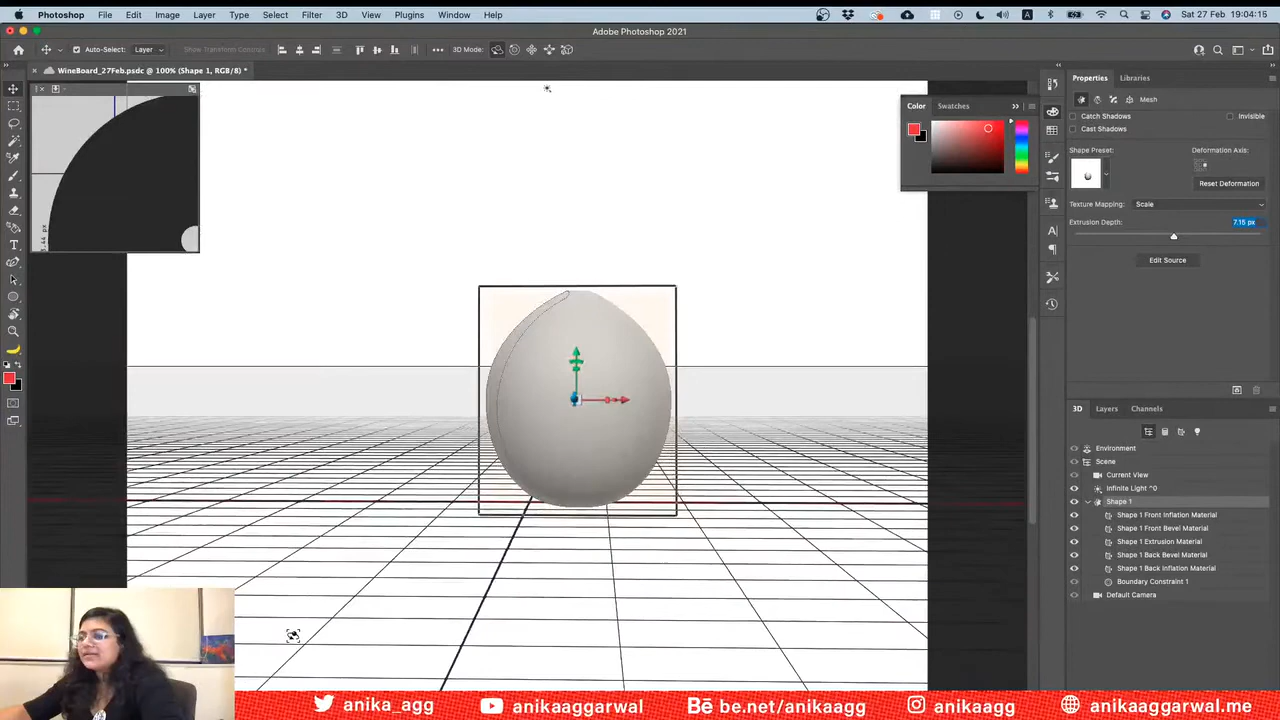 Photoshop File Edit Image Layer Type Select Filter 3D View Plugins Window Help
Sat 27 Feb 19:04:15
Adobe Photoshop 2021
Auto-Select: Layer Show Transform Controls 3D Mode:
WineBoard_27Feb.psdc @ 100% (Shape 1, RGB/8) *
Color Swatches
Properties Libraries
Mesh
Catch Shadows Invisible
Cast Shadows
Shape Preset: Deformation Axis:
Reset Deformation
Texture Mapping: Scale
Extrusion Depth: 7.15 px
Edit Source
3D Layers Channels
Environment
Scene
Current View
Infinite Light ^0
Shape 1
Shape 1 Front Inflation Material
Shape 1 Front Bevel Material
Shape 1 Extrusion Material
Shape 1 Back Bevel Material
Shape 1 Back Inflation Material
Boundary Constraint 1
Default Camera
anika_agg anikaaggarwal be.net/anikaagg anikaagg anikaaggarwal.me